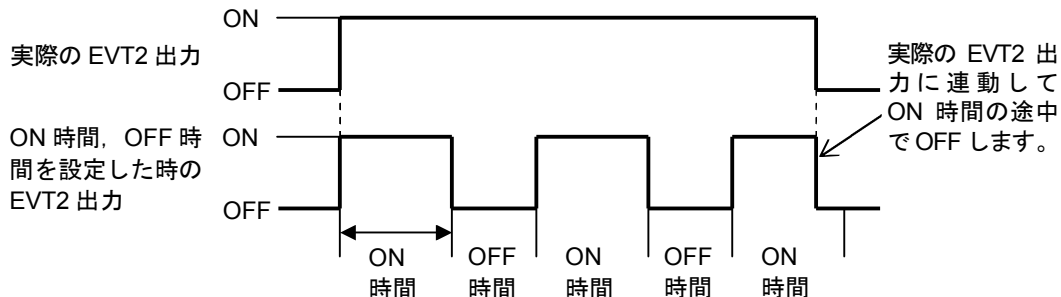 ON
実際の EVT2 出力
OFF
実際の EVT2 出
力に連動して
ON 時間の途中
でOFF します。
ON 時間，OFF 時
間を設定した時の
EVT2 出力
ON
OFF
ON
時間
OFF
時間
ON
時間
OFF
時間
ON
時間